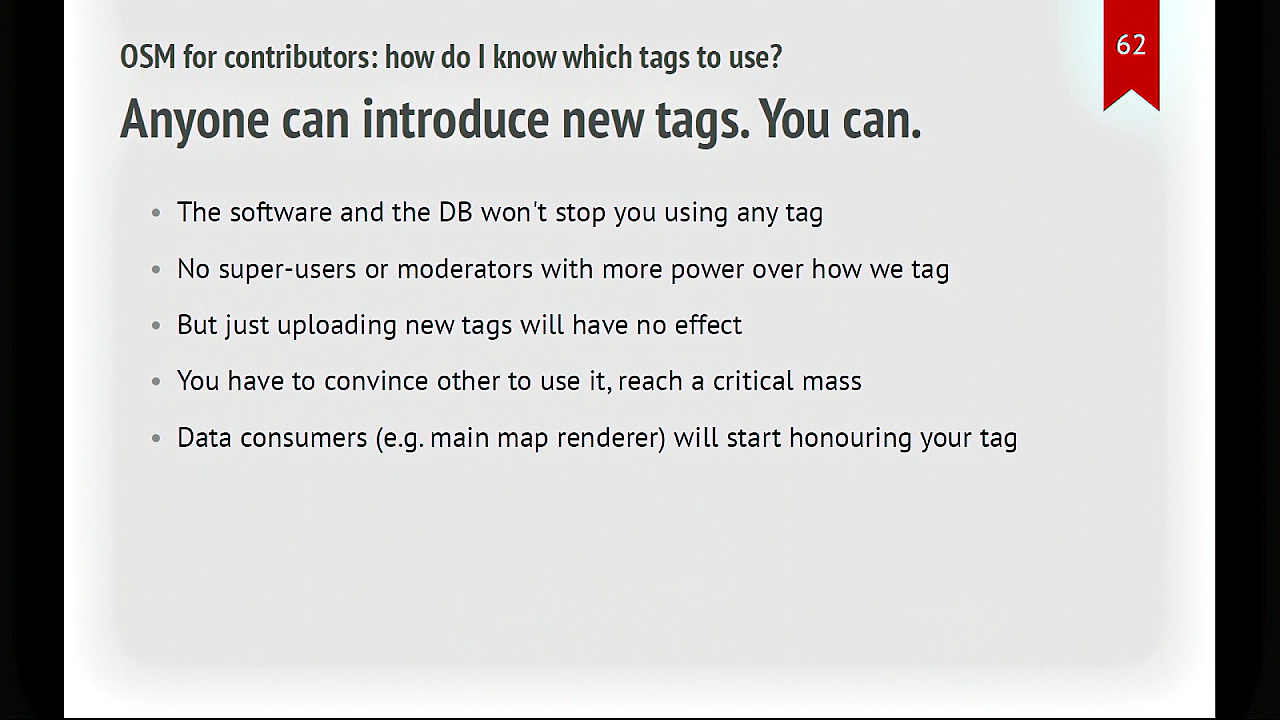 OSM for contributors: how do I know which tags to use?
62
Anyone can introduce new tags. You can.
• The software and the DB won't stop you using any tag
• No super-users or moderators with more power over how we tag
• But just uploading new tags will have no effect
• You have to convince other to use it, reach a critical mass
• Data consumers (e.g. main map renderer) will start honouring your tag